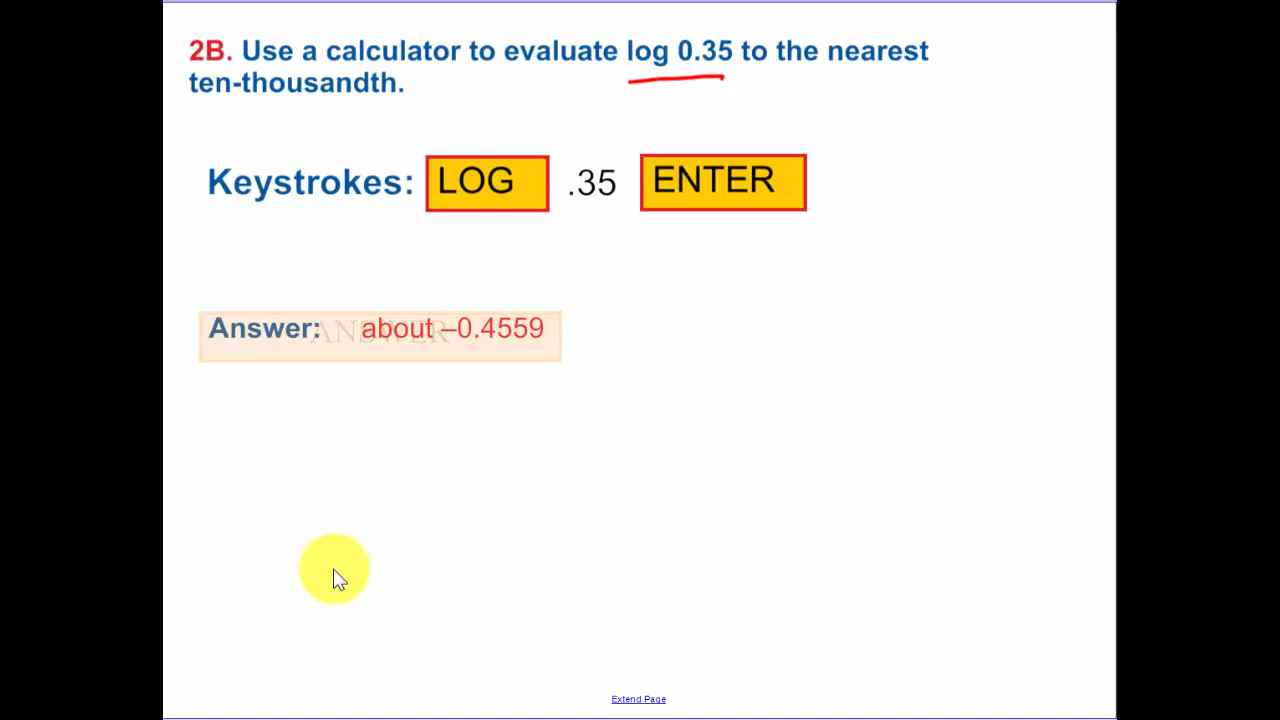 2B. Use a calculator to evaluate log 0.35 to the nearest
ten-thousandth.
Keystrokes: LOG .35 ENTER
Answer: about –0.4559
ANSWER
Extend Page